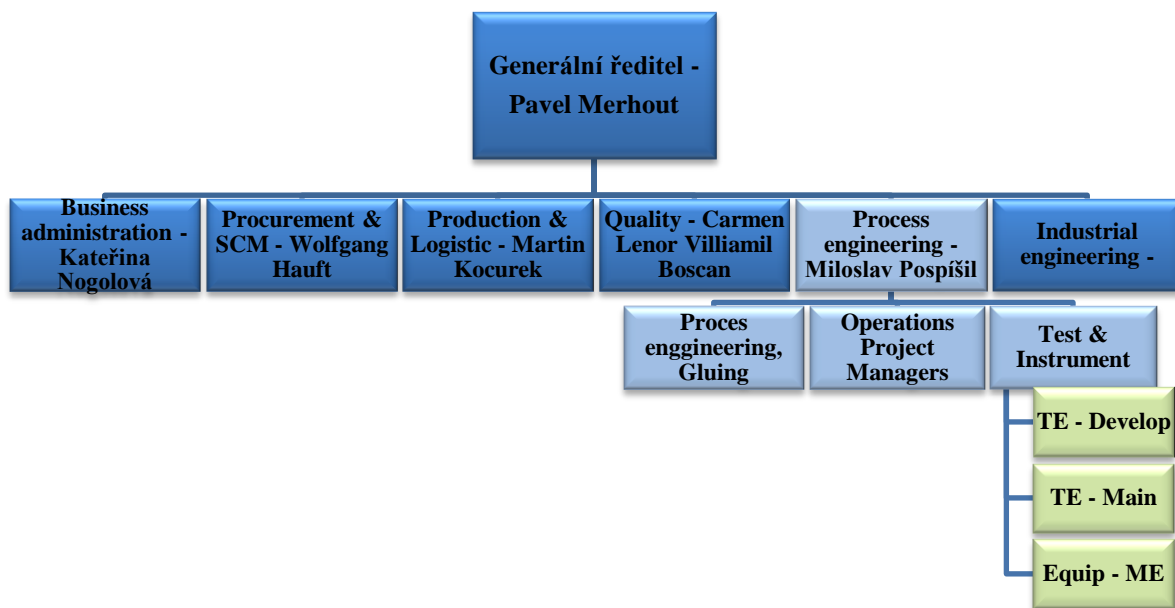 Generální ředitel -
Pavel Merhout
Business
administration -
Kateřina
Nogolová
Procurement &
SCM - Wolfgang
Hauft
Production &
Logistic - Martin
Kocurek
Quality - Carmen
Lenor Villiamil
Boscan
Process
engineering -
Miloslav Pospíšil
Industrial
engineering -
Proces
enggineering,
Gluing
Operations
Project
Managers
Test &
Instrument
TE - Develop
TE - Main
Equip - ME